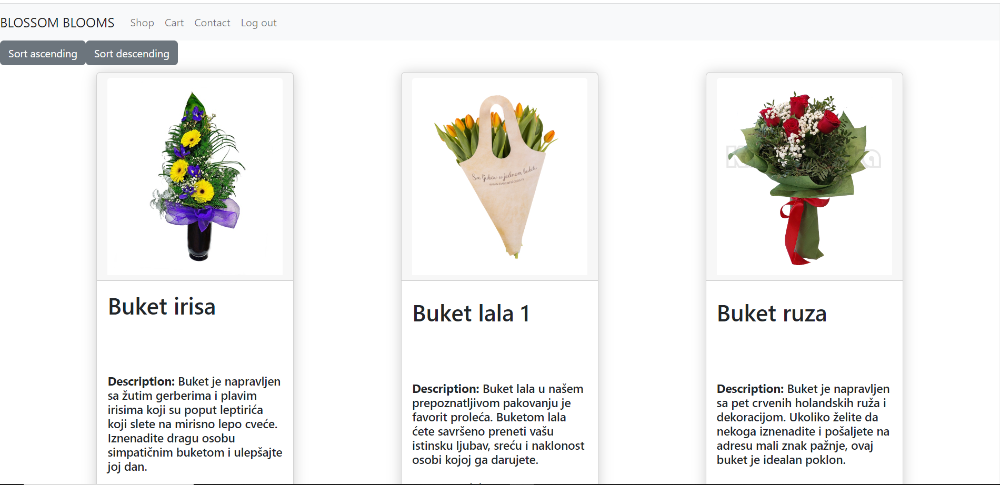 BLOSSOM BLOOMS Shop Cart Contact Log out
Sort ascending Sort descending
Sva ljubav u jednom buketu
www.cvecaralotos.rs
Buket irisa
Description: Buket je napravljen
sa žutim gerberima i plavim
irisima koji su poput leptirića
koji slete na mirisno lepo cveće.
Iznenadite dragu osobu
simpatičnim buketom i ulepšajte
joj dan.
Buket lala 1
Description: Buket lala u našem
prepoznatljivom pakovanju je
favorit proleća. Buketom lala
ćete savršeno preneti vašu
istinsku ljubav, sreću i naklonost
osobi kojoj ga darujete.
Buket ruza
Description: Buket je napravljen
sa pet crvenih holandskih ruža i
dekoracijom. Ukoliko želite da
nekoga iznenadite i pošaljete na
adresu mali znak pažnje, ovaj
buket je idealan poklon.